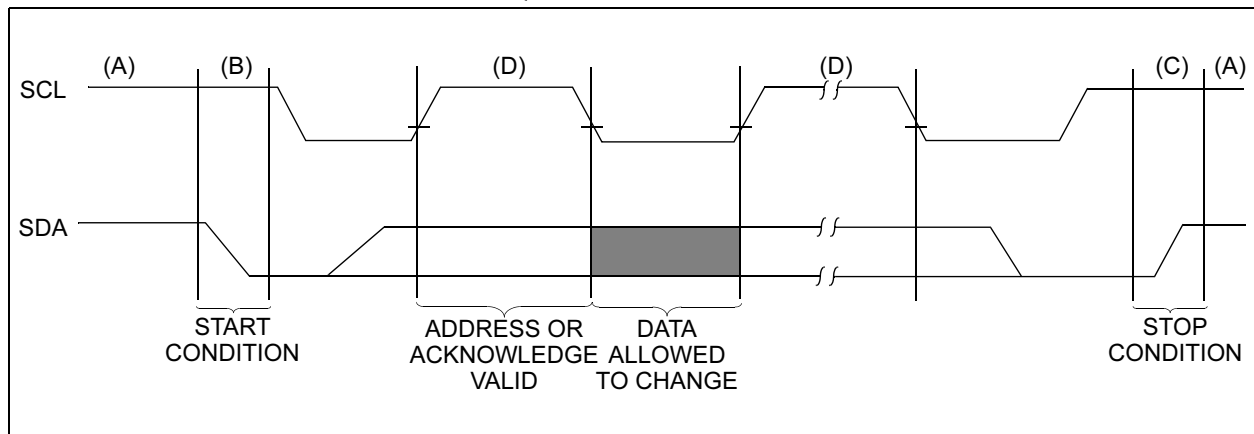 (A) (B) (D) (D) (C) (A)
SCL
SDA
START
CONDITION
ADDRESS OR
ACKNOWLEDGE
VALID
DATA
ALLOWED
TO CHANGE
STOP
CONDITION